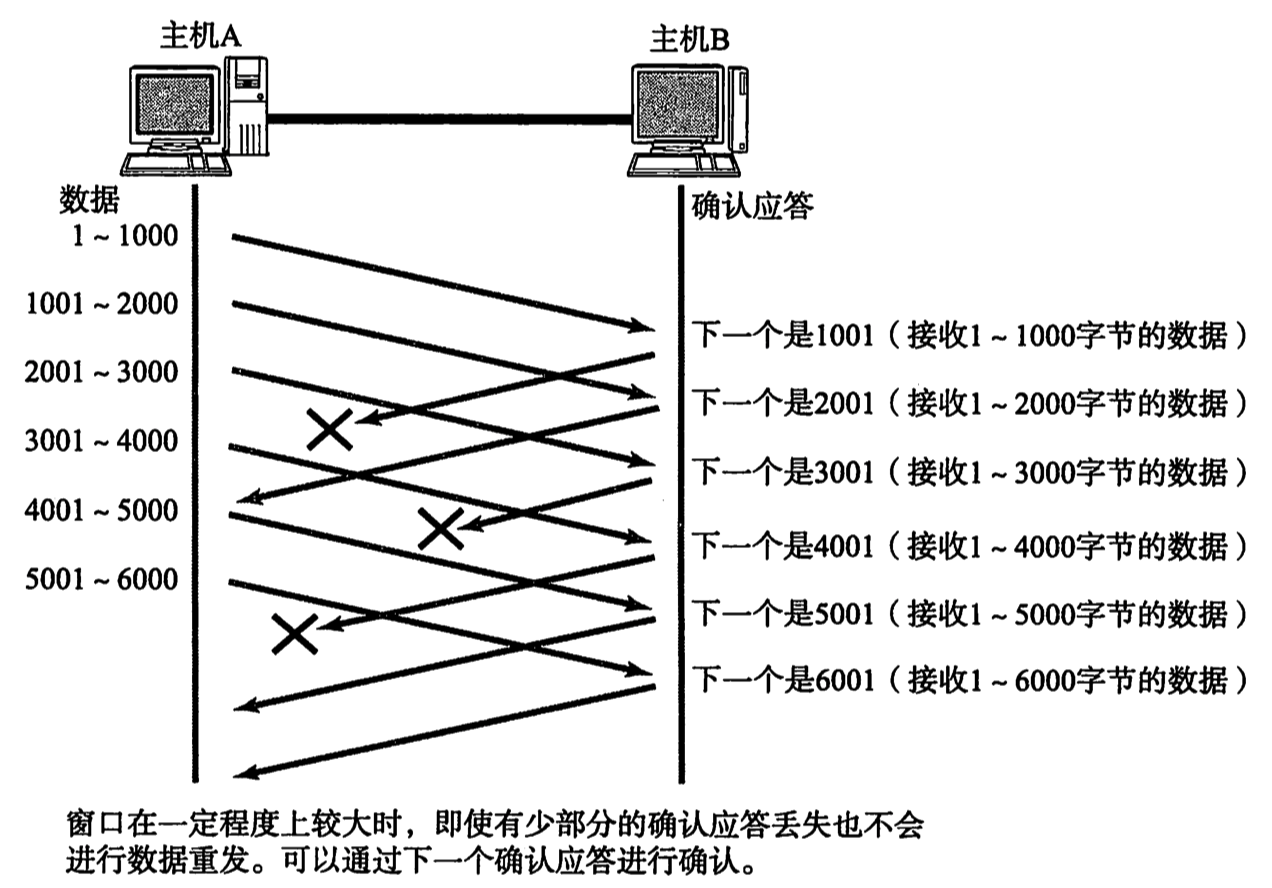 主机A
主机B
数据
确认应答
1～1000
1001～2000
下一个是1001（接收1～1000字节的数据）
2001～3000
下一个是2001（接收1～2000字节的数据）
3001～4000
下一个是3001（接收1～3000字节的数据）
4001～5000
下一个是4001（接收1～4000字节的数据）
5001～6000
下一个是5001（接收1～5000字节的数据）
下一个是6001（接收1～6000字节的数据）
窗口在一定程度上较大时，即使有少部分的确认应答丢失也不会
进行数据重发。可以通过下一个确认应答进行确认。